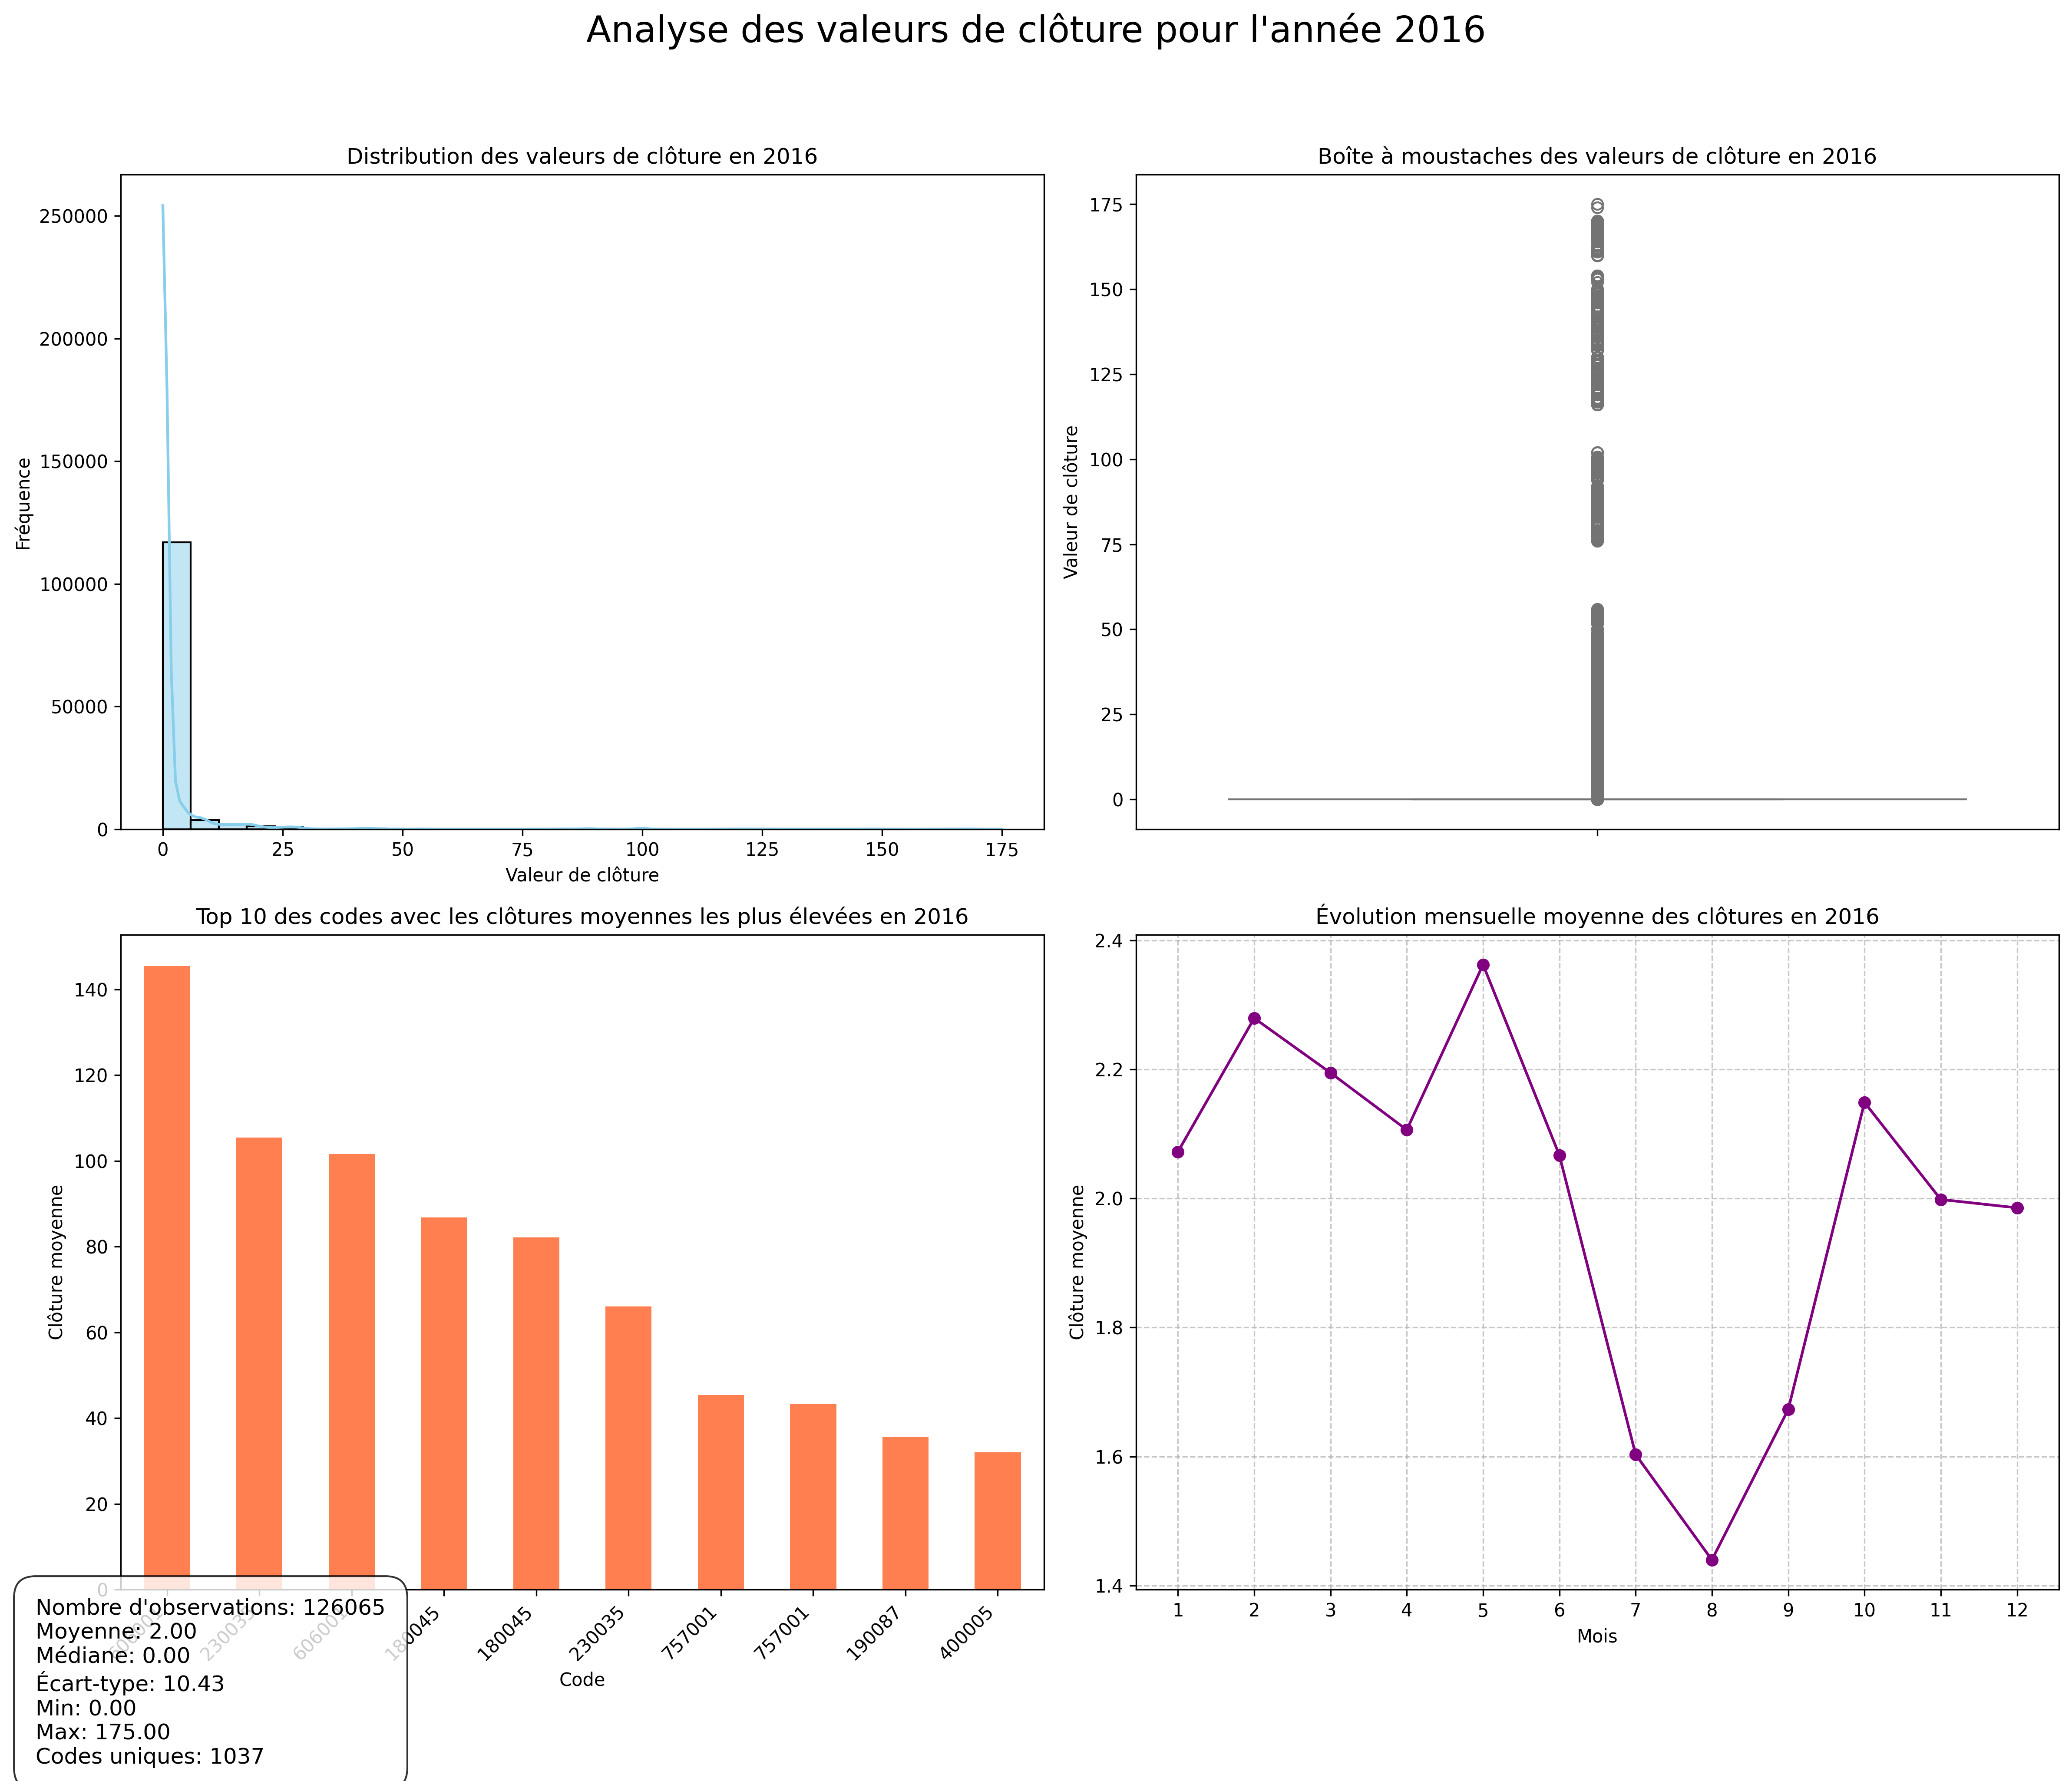 Analyse des valeurs de clôture pour l'année 2016
Distribution des valeurs de clôture en 2016
Fréquence
250000
200000
150000
100000
50000
0
0 25 50 75 100 125 150 175
Valeur de clôture
Boîte à moustaches des valeurs de clôture en 2016
Valeur de clôture
175
150
125
100
75
50
25
0
Top 10 des codes avec les clôtures moyennes les plus élevées en 2016
Clôture moyenne
140
120
100
80
60
40
20
0
230035 606001 180045 180045 230035 757001 757001 190087 400005
Code
Évolution mensuelle moyenne des clôtures en 2016
Clôture moyenne
2.4
2.2
2.0
1.8
1.6
1.4
1 2 3 4 5 6 7 8 9 10 11 12
Mois
Nombre d'observations: 126065
Moyenne: 2.00
Médiane: 0.00
Écart-type: 10.43
Min: 0.00
Max: 175.00
Codes uniques: 1037